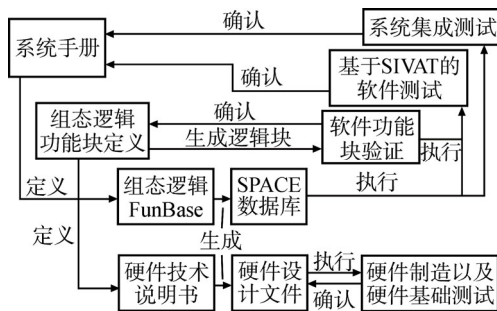 确认
系统集成测试
系统手册
确认
基于SIVAT的
软件测试
组态逻辑
功能块定义
确认
生成逻辑块
软件功能
块验证
执行
定义
组态逻辑
FunBase
SPACE
数据库
执行
定义
生成
硬件技术
说明书
硬件设
计文件
执行
确认
硬件制造以及
硬件基础测试